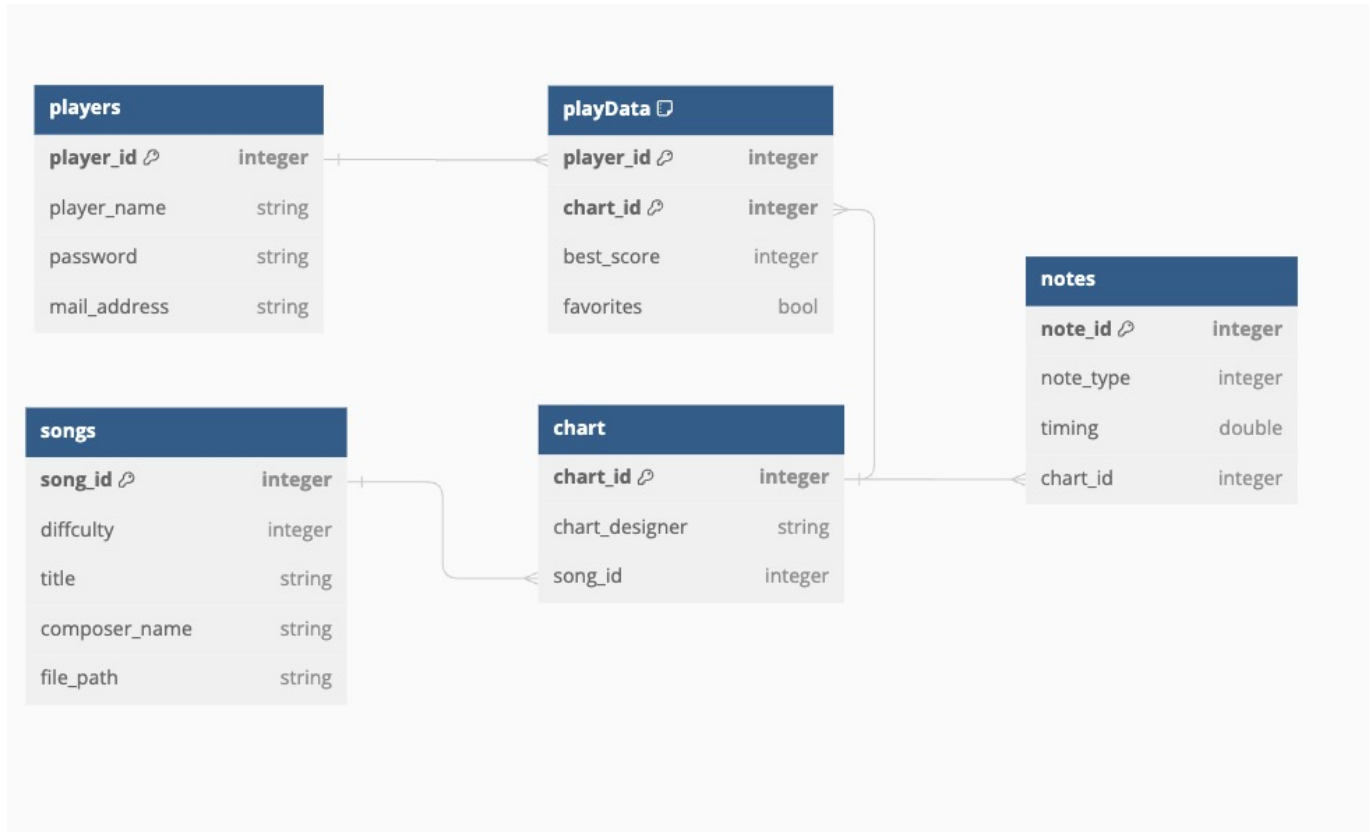 players
player_id integer
player_name string
password string
mail_address string
playData
player_id integer
chart_id integer
best_score integer
favorites bool
notes
note_id integer
note_type integer
timing double
chart_id integer
songs
song_id integer
diffculty integer
title string
composer_name string
file_path string
chart
chart_id integer
chart_designer string
song_id integer